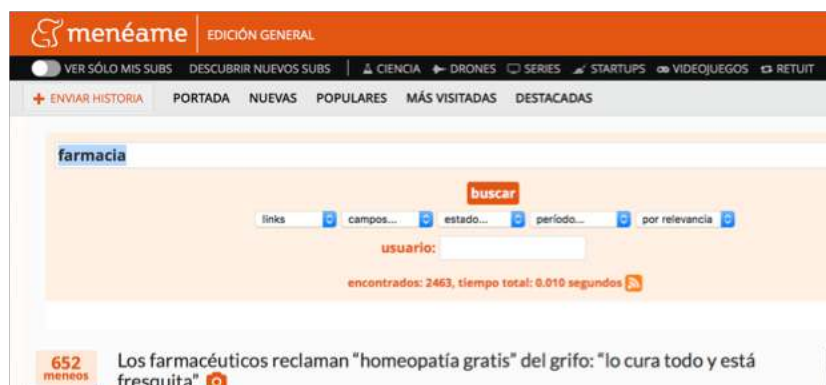 menéame EDICIÓN GENERAL
VER SÓLO MIS SUBS DESCUBRIR NUEVOS SUBS CIENCIA DRONES SERIES STARTUPS VIDEOJUEGOS RETUIT
ENVIAR HISTORIA PORTADA NUEVAS POPULARES MÁS VISITADAS DESTACADAS
farmacia
buscar
links campos... estado... período... por relevancia
usuario:
encontrados: 2463, tiempo total: 0.010 segundos
652 Los farmacéuticos reclaman “homeopatía gratis” del grifo: “lo cura todo y está
meneos fresquita”